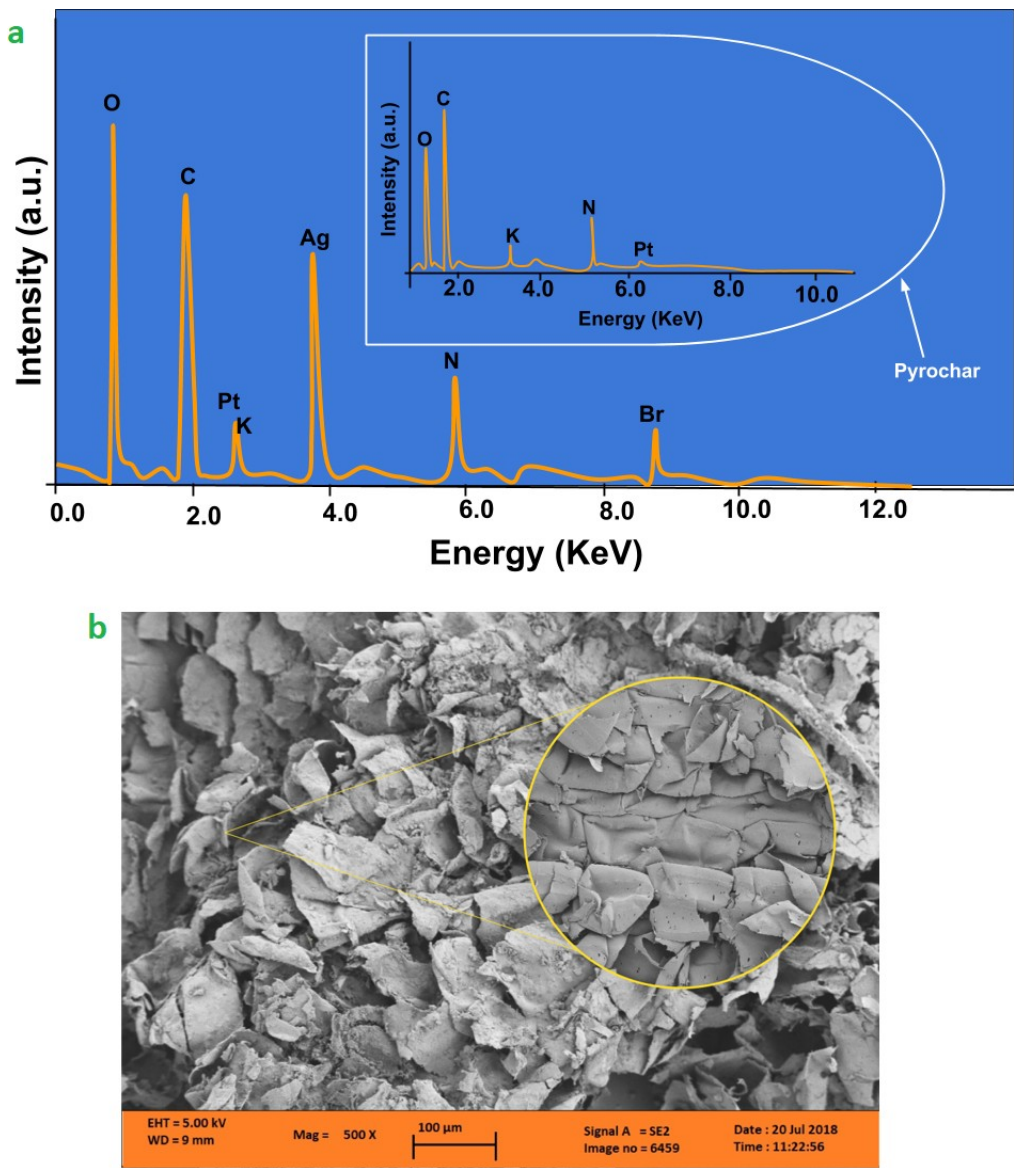 a
O
C
Ag
Pt
K
N
Br
Intensity (a.u.)
0.0 2.0 4.0 6.0 8.0 10.0 12.0
Energy (KeV)
C
O
K
N
Pt
Intensity (a.u.)
2.0 4.0 6.0 8.0 10.0
Energy (KeV)
Pyrochar
b
EHT = 5.00 kV
WD = 9 mm
Mag = 500 X
100 µm
Signal A = SE2
Image no = 6459
Date : 20 Jul 2018
Time : 11:22:56